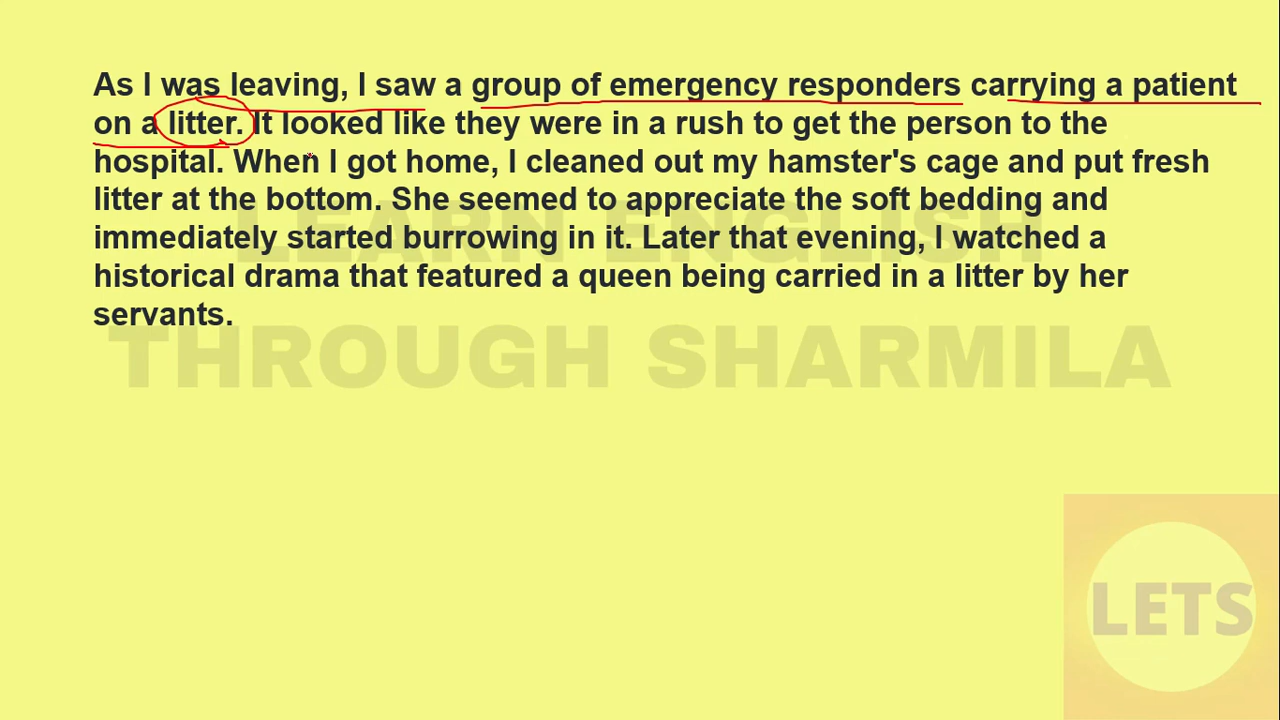 As I was leaving, I saw a group of emergency responders carrying a patient
on a litter. It looked like they were in a rush to get the person to the
hospital. When I got home, I cleaned out my hamster's cage and put fresh
litter at the bottom. She seemed to appreciate the soft bedding and
immediately started burrowing in it. Later that evening, I watched a
historical drama that featured a queen being carried in a litter by her
servants.
LEARN ENGLISH
THROUGH SHARMILA
LETS